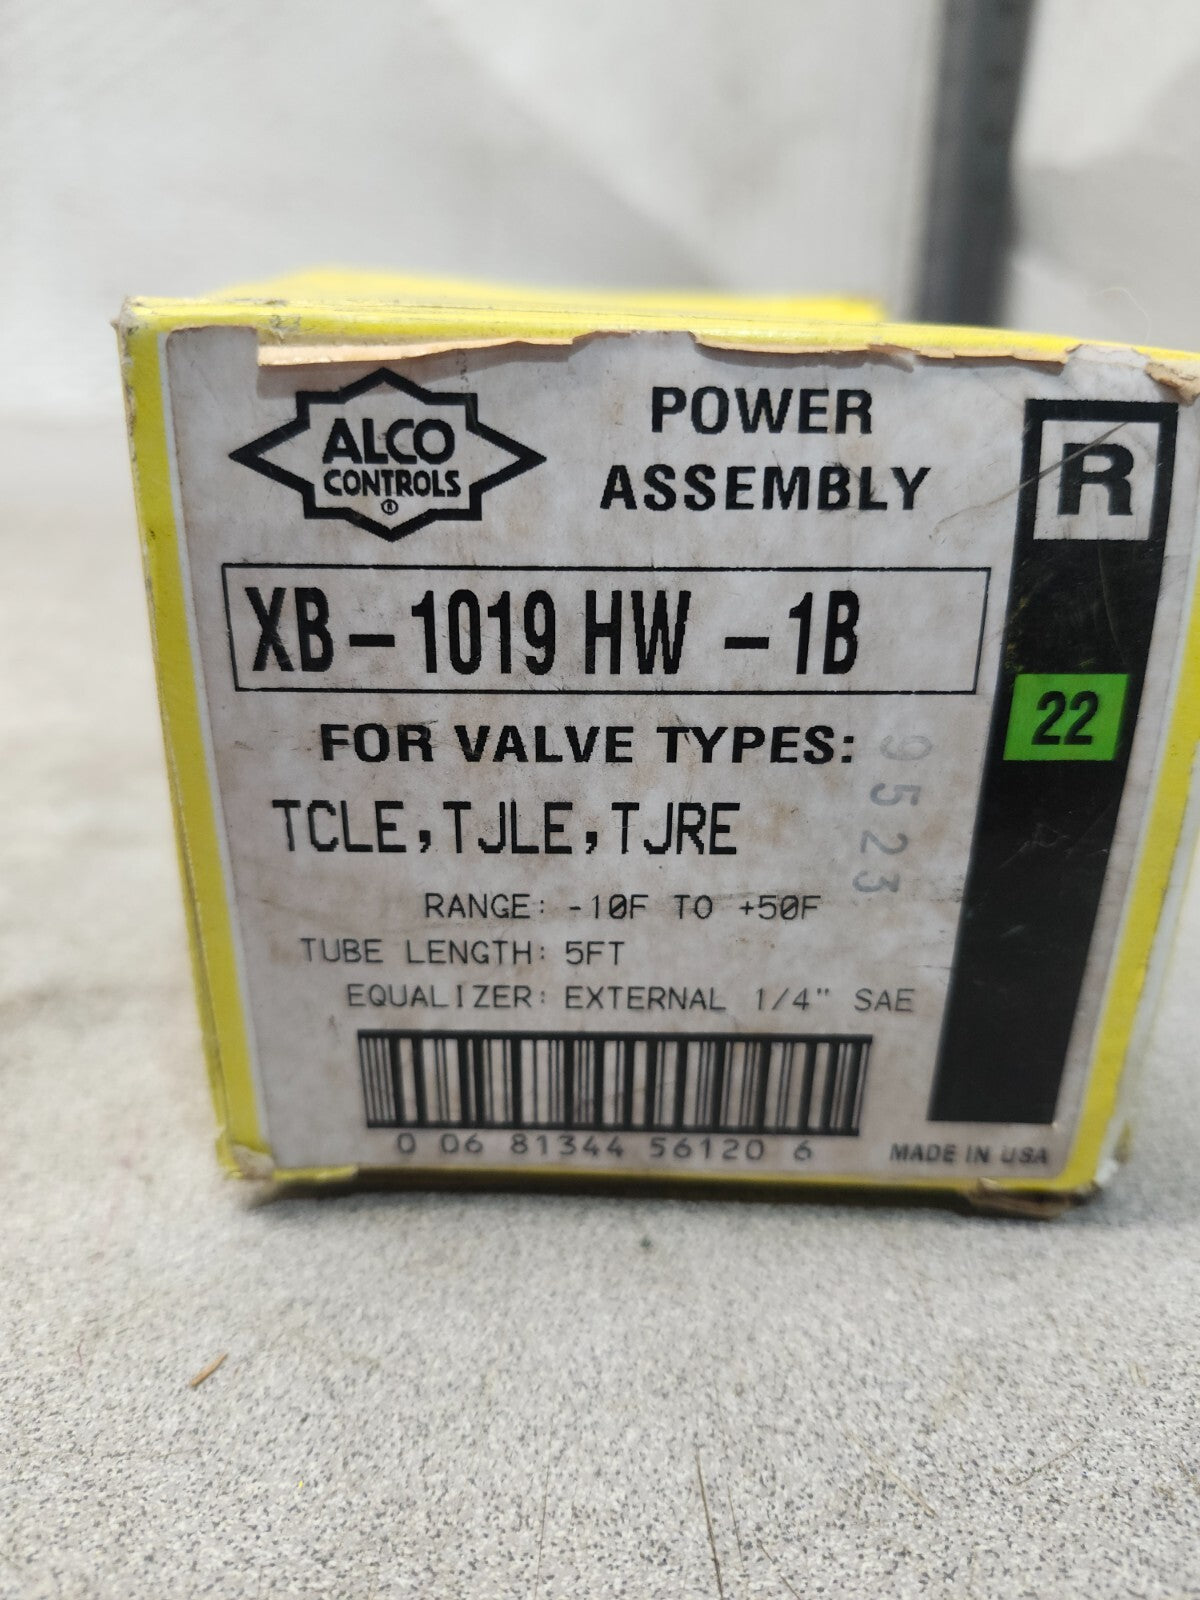 ALCO
CONTROLS
®
POWER
ASSEMBLY
R
XB-1019 HW -1B
22
FOR VALVE TYPES:
TCLE, TJLE, TJRE
9523
RANGE: -10F TO +50F
TUBE LENGTH: 5FT
EQUALIZER: EXTERNAL 1/4" SAE
0 06 81344 56120 6
MADE IN USA